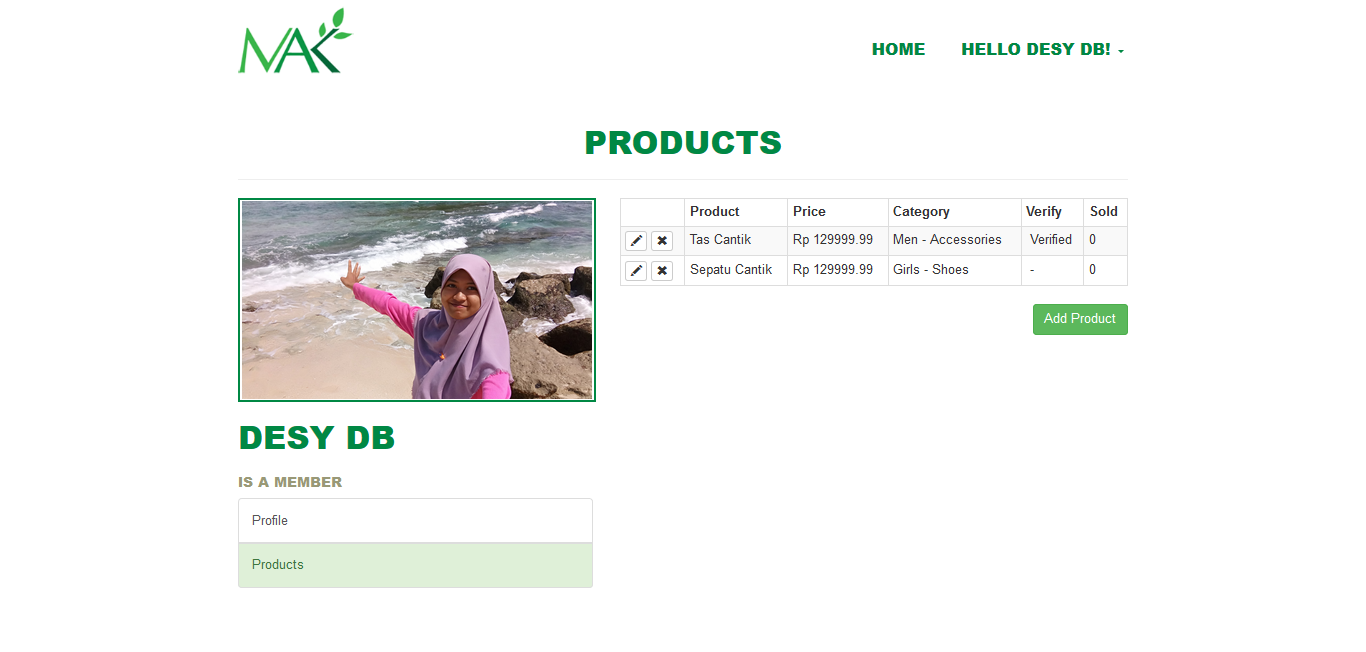 MAK
HOME HELLO DESY DB!
PRODUCTS
Product Price Category Verify Sold
Tas Cantik Rp 129999.99 Men - Accessories Verified 0
Sepatu Cantik Rp 129999.99 Girls - Shoes - 0
Add Product
DESY DB
IS A MEMBER
Profile
Products